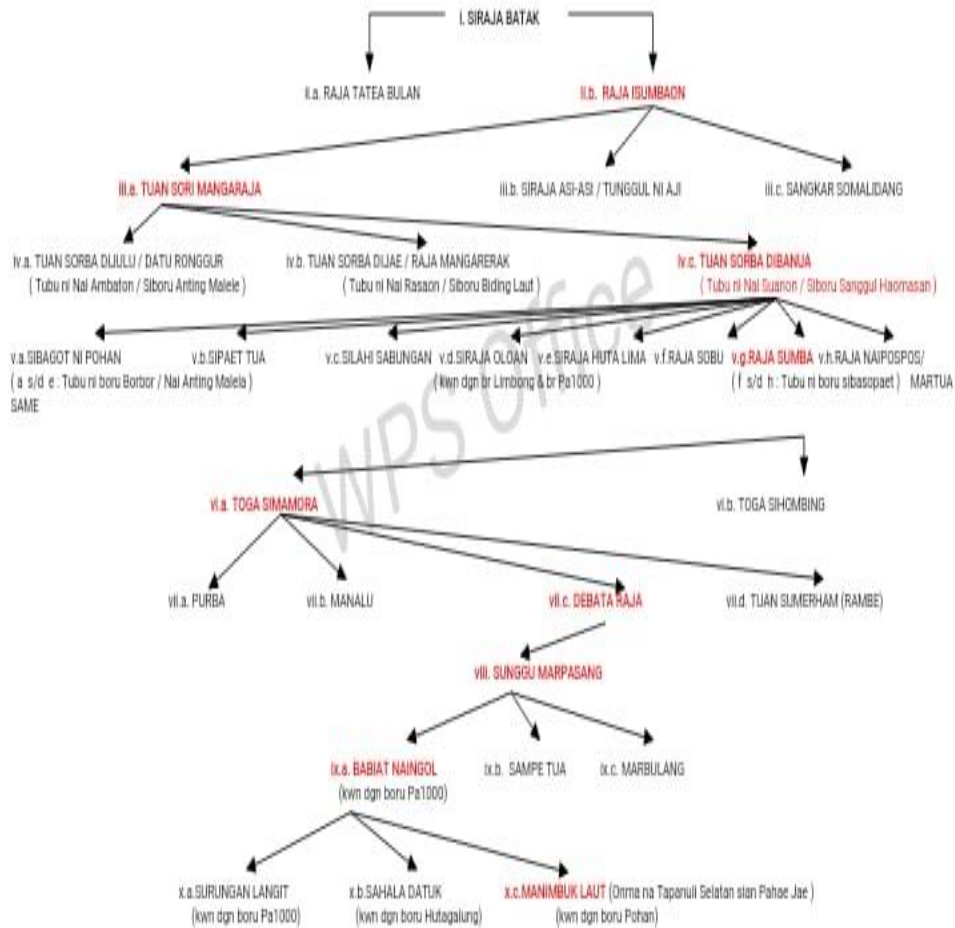 i. SIRAJA BATAK
ii.a. RAJA TATEA BULAN
ii.b. RAJA ISUMBAON
iii.a. TUAN SORI MANGARAJA
iii.b. SIRAJA ASI-ASI / TUNGGUL NI AJI
iii.c. SANGKAR SOMALIDANG
iv.a. TUAN SORBA DIJULU / DATU RONGGUR
( Tubu ni Nai Ambaton / Siboru Anting Malele )
iv.b. TUAN SORBA DIJAE / RAJA MANGARERAK
( Tubu ni Nai Rasaon / Siboru Biding Laut )
iv.c. TUAN SORBA DIBANUA
( Tubu ni Nai Suanon / Siboru Sanggul Haomasan )
v.a.SIBAGOT NI POHAN
( a s/d e : Tubu ni boru Borbor / Nai Anting Malela )
SAME
v.b.SIPAET TUA
v.c.SILAHI SABUNGAN
v.d.SIRAJA OLOAN
( kwn dgn br Limbong & br Pa1000 )
v.e.SIRAJA HUTA LIMA
v.f.RAJA SOBU
v.g.RAJA SUMBA
( f s/d h : Tubu ni boru sibasopaet )
v.h.RAJA NAIPOSPOS/
MARTUA
WPS Office
vi.a. TOGA SIMAMORA
vi.b. TOGA SIHOMBING
vii.a. PURBA
vii.b. MANALU
vii.c. DEBATA RAJA
vii.d. TUAN SUMERHAM (RAMBE)
viii. SUNGGU MARPASANG
ix.a. BABIAT NAINGOL
(kwn dgn boru Pa1000)
ix.b. SAMPE TUA
ix.c. MARBULANG
x.a.SURUNGAN LANGIT
(kwn dgn boru Pa1000)
x.b.SAHALA DATUK
(kwn dgn boru Hutagalung)
x.c.MANIMBUK LAUT (Onma na Tapanuli Selatan sian Pahae Jae )
(kwn dgn boru Pohan)